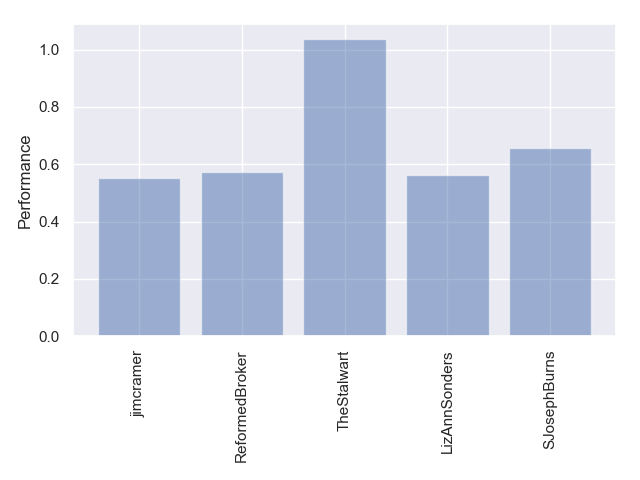 Performance
1.0
0.8
0.6
0.4
0.2
0.0
jimcramer
ReformedBroker
TheStalwart
LizAnnSonders
SJosephBurns